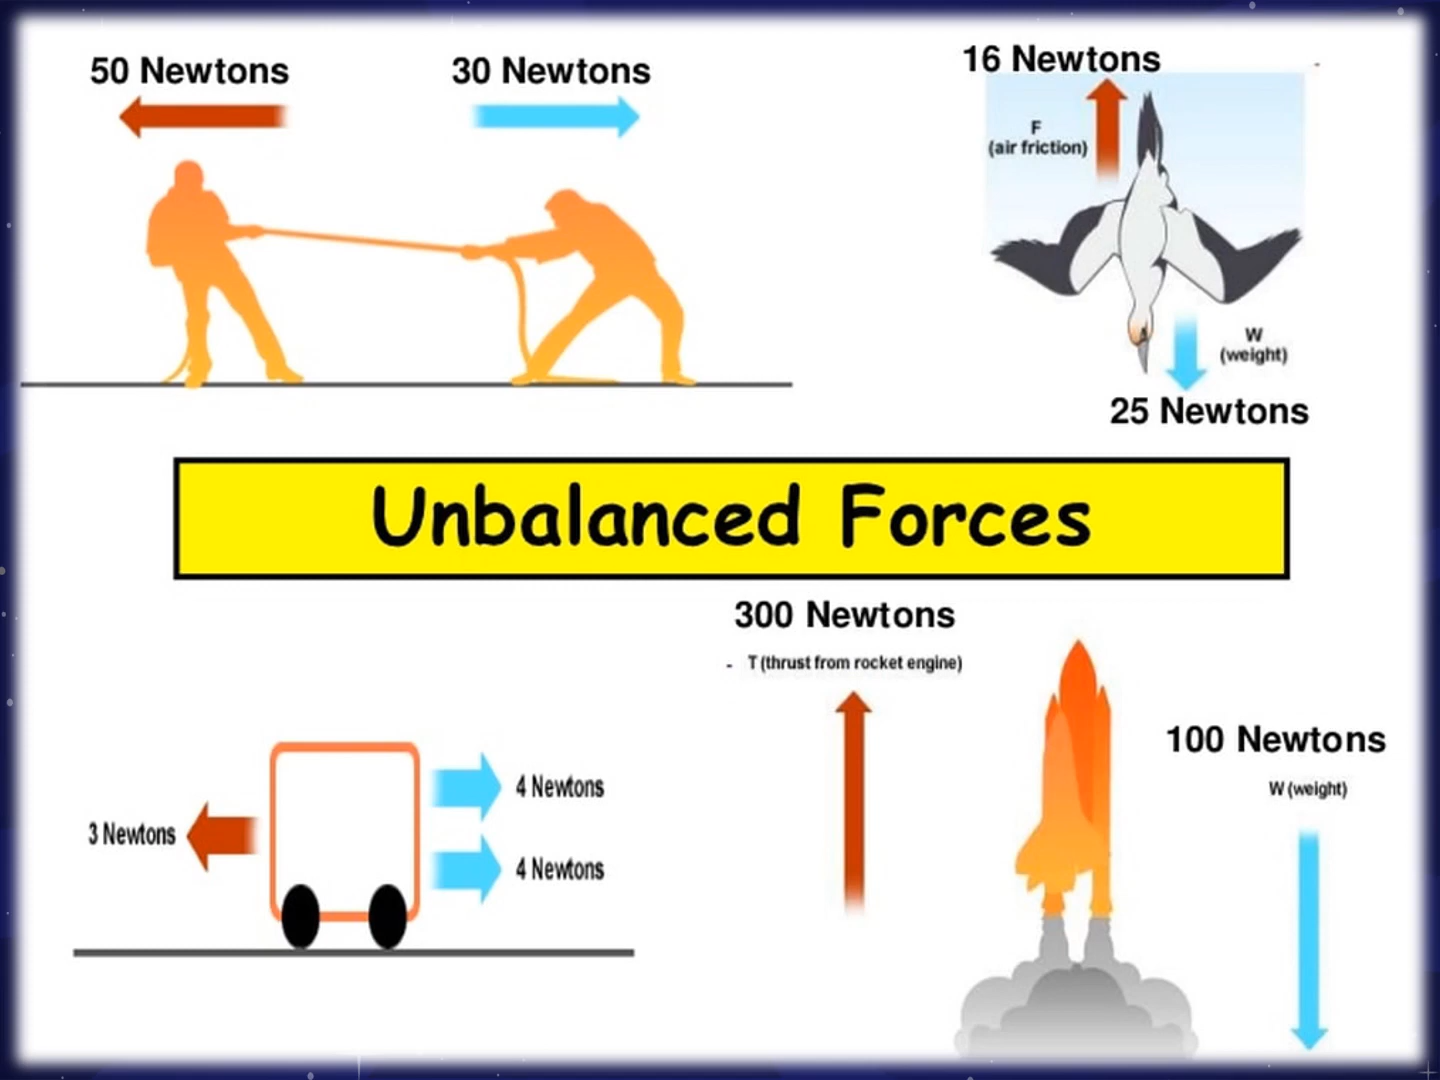 50 Newtons
30 Newtons
16 Newtons
F
(air friction)
W
(weight)
25 Newtons
Unbalanced Forces
300 Newtons
- T (thrust from rocket engine)
100 Newtons
W (weight)
3 Newtons
4 Newtons
4 Newtons